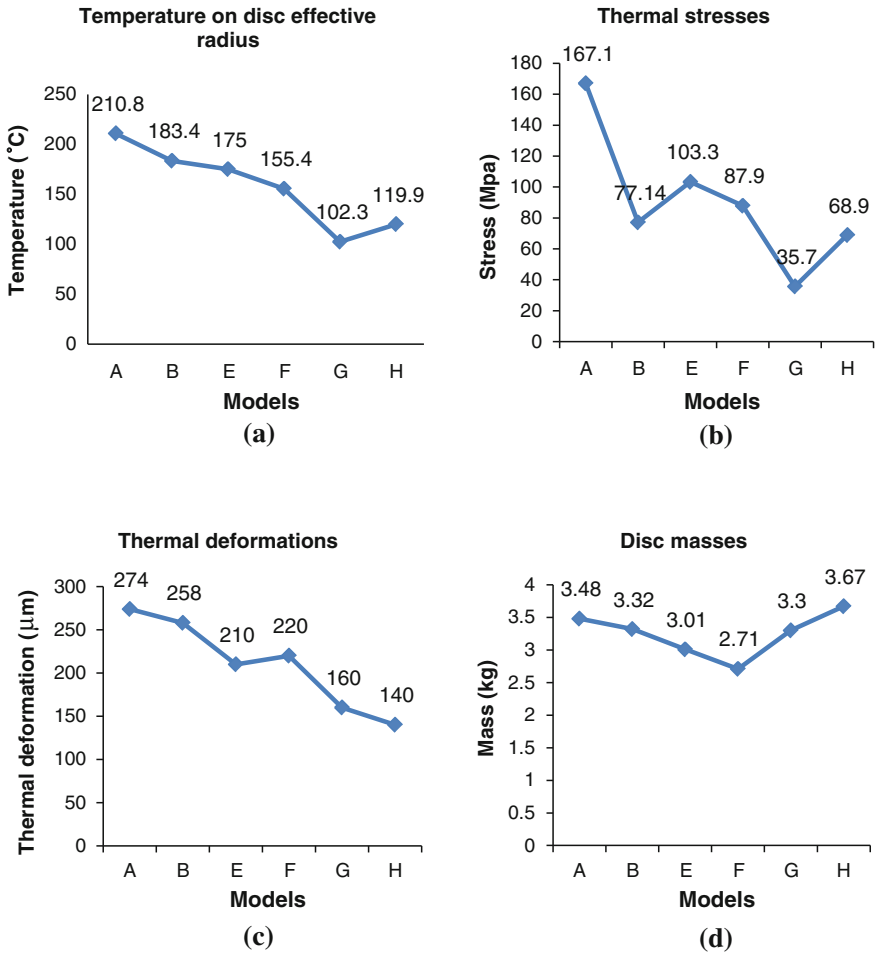 Temperature on disc effective
radius
250
200
150
100
50
0
210.8
183.4
175
155.4
102.3
119.9
A B E F G H
Temperature (˚C)
Models
(a)
Thermal stresses
180
160
140
120
100
80
60
40
20
0
167.1
77.14
103.3
87.9
35.7
68.9
A B E F G H
Stress (Mpa)
Models
(b)
Thermal deformations
300
250
200
150
100
50
0
274
258
210
220
160
140
A B E F G H
Thermal deformation (μm)
Models
(c)
Disc masses
4
3.5
3
2.5
2
1.5
1
0.5
0
3.48
3.32
3.01
2.71
3.3
3.67
A B E F G H
Mass (kg)
Models
(d)